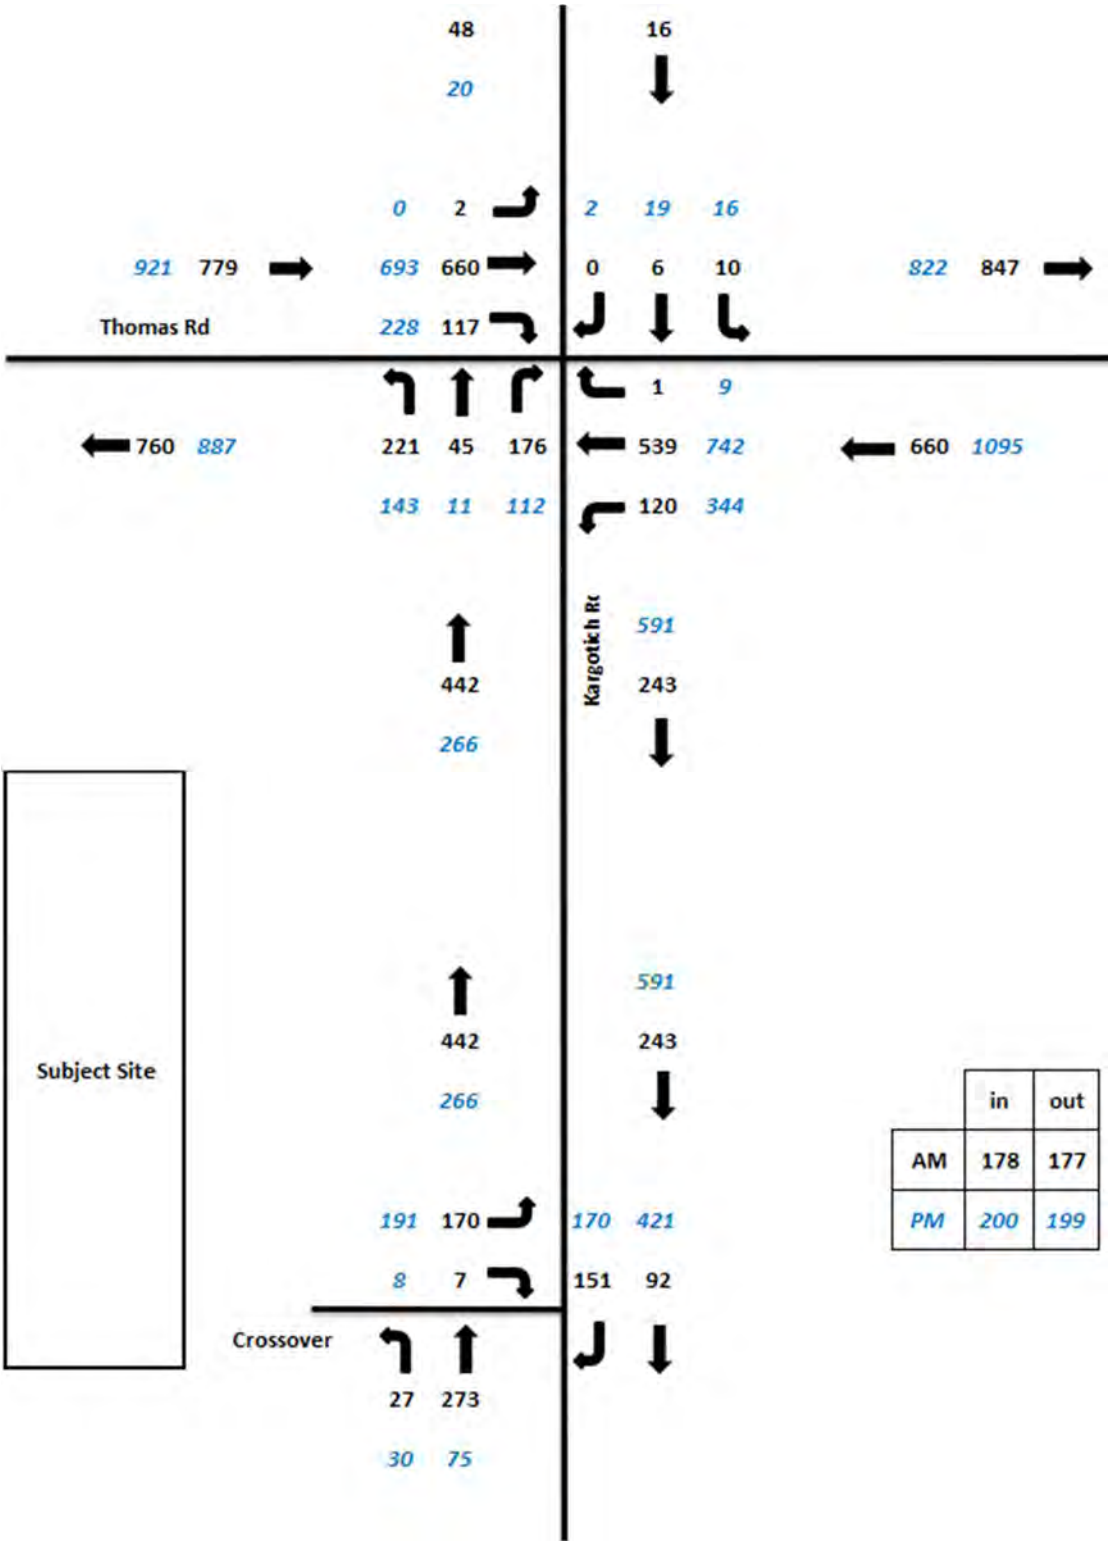 48 16
20
0 2 2 19 16
921 779 693 660 0 6 10 822 847
Thomas Rd 228 117
1 9
760 887 221 45 176 539 742 660 1095
143 11 112 120 344
Kargotich Rd
591
442 243
266
591
442 243
Subject Site
266
in out
AM 178 177
191 170 170 421 PM 200 199
8 7 151 92
Crossover
27 273
30 75